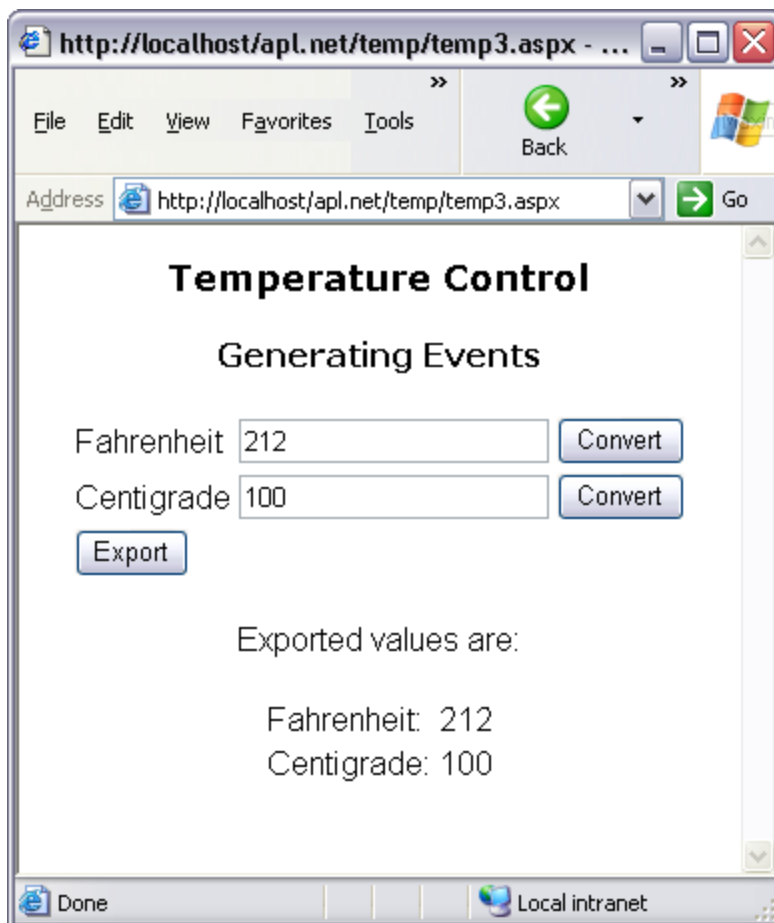 http://localhost/apl.net/temp/temp3.aspx - ...
File Edit View Favorites Tools »
Back »
Address http://localhost/apl.net/temp/temp3.aspx Go
Temperature Control
Generating Events
Fahrenheit 212 Convert
Centigrade 100 Convert
Export
Exported values are:
Fahrenheit: 212
Centigrade: 100
Done Local intranet